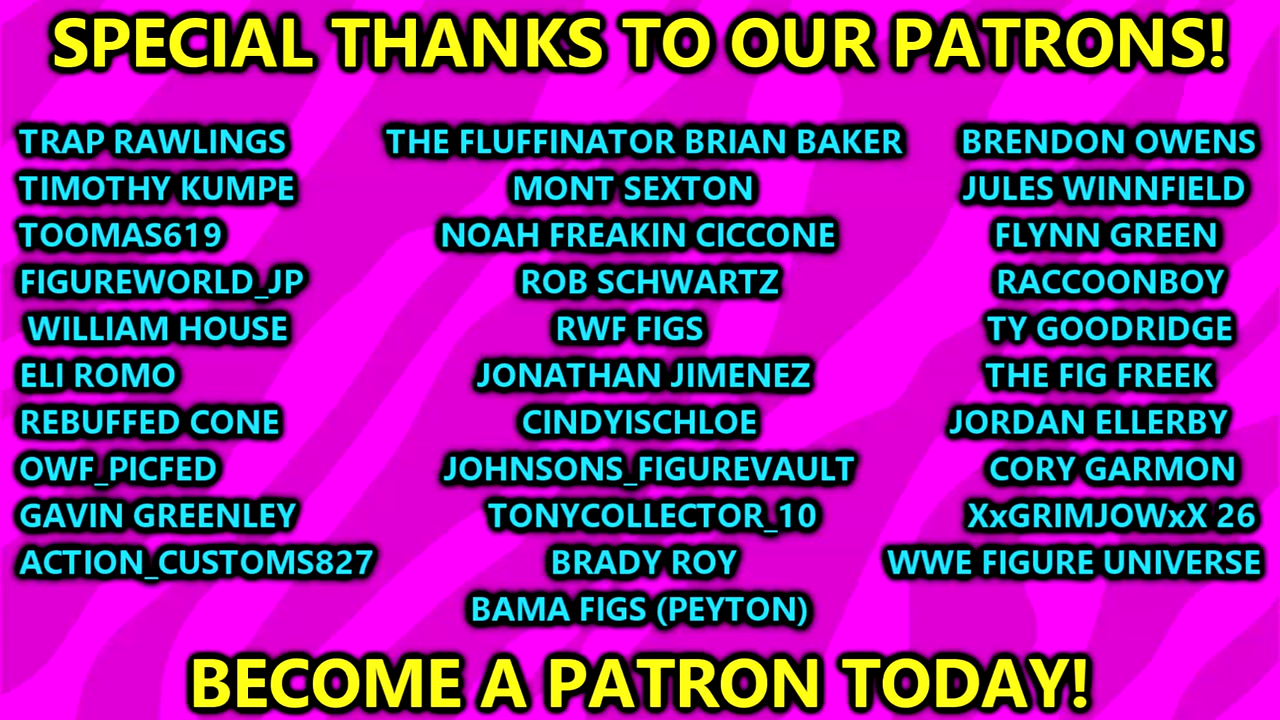 SPECIAL THANKS TO OUR PATRONS!
TRAP RAWLINGS
TIMOTHY KUMPE
TOOMAS619
FIGUREWORLD_JP
WILLIAM HOUSE
ELI ROMO
REBUFFED CONE
OWF_PICFED
GAVIN GREENLEY
ACTION_CUSTOMS827
THE FLUFFINATOR BRIAN BAKER
MONT SEXTON
NOAH FREAKIN CICCONE
ROB SCHWARTZ
RWF FIGS
JONATHAN JIMENEZ
CINDYISCHLOE
JOHNSONS_FIGUREVAULT
TONYCOLLECTOR_10
BRADY ROY
BAMA FIGS (PEYTON)
BRENDON OWENS
JULES WINNFIELD
FLYNN GREEN
RACCOONBOY
TY GOODRIDGE
THE FIG FREEK
JORDAN ELLERBY
CORY GARMON
XxGRIMJOWxX 26
WWE FIGURE UNIVERSE
BECOME A PATRON TODAY!